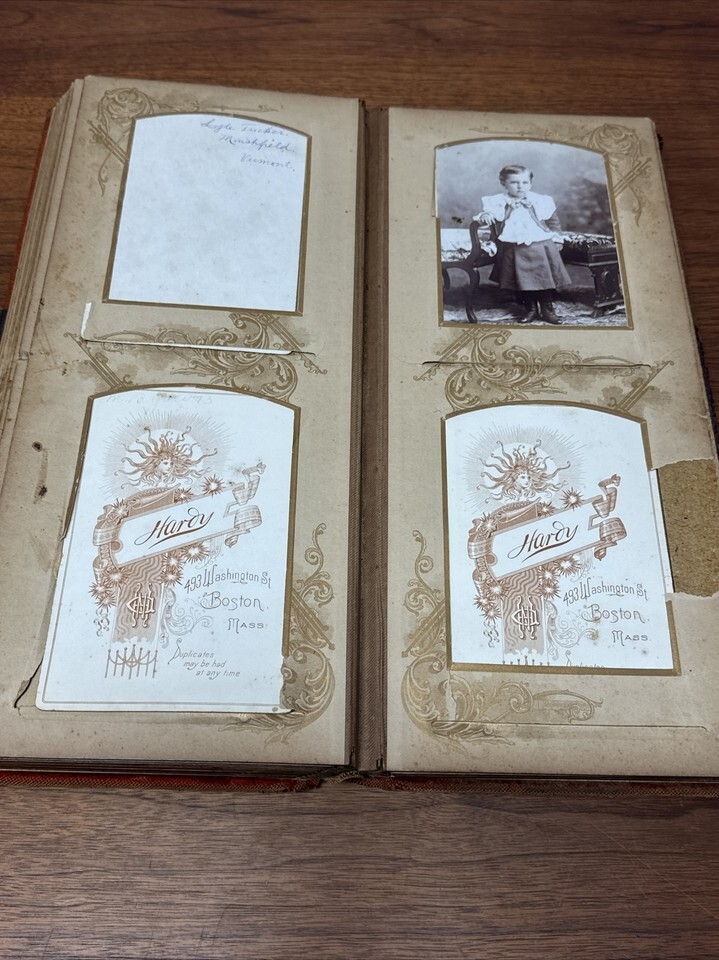 Lyle Tucker.
Marshfield
Vermont.
Hardy
493 Washington St
Boston
Mass
Duplicates
may be had
at any time
Hardy
493 Washington St
Boston
Mass
Duplicates